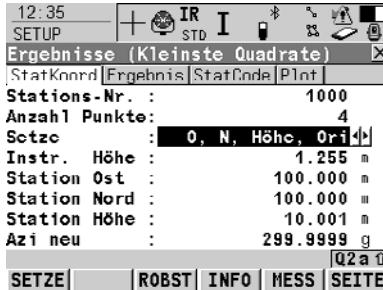 12:35
SETUP
IR
STD
I
Ergebnisse (Kleinste Quadrate)
StatKoord Ergebnis StatCode Plot
Stations-Nr. : 1000
Anzahl Punkte: 4
Setze : O, N, Höhe, Ori
Instr. Höhe : 1.255 m
Station Ost : 100.000 m
Station Nord : 100.000 m
Station Höhe : 10.001 m
Azi neu : 299.9999 g
Q2a
SETZE ROBST INFO MESS SEITE